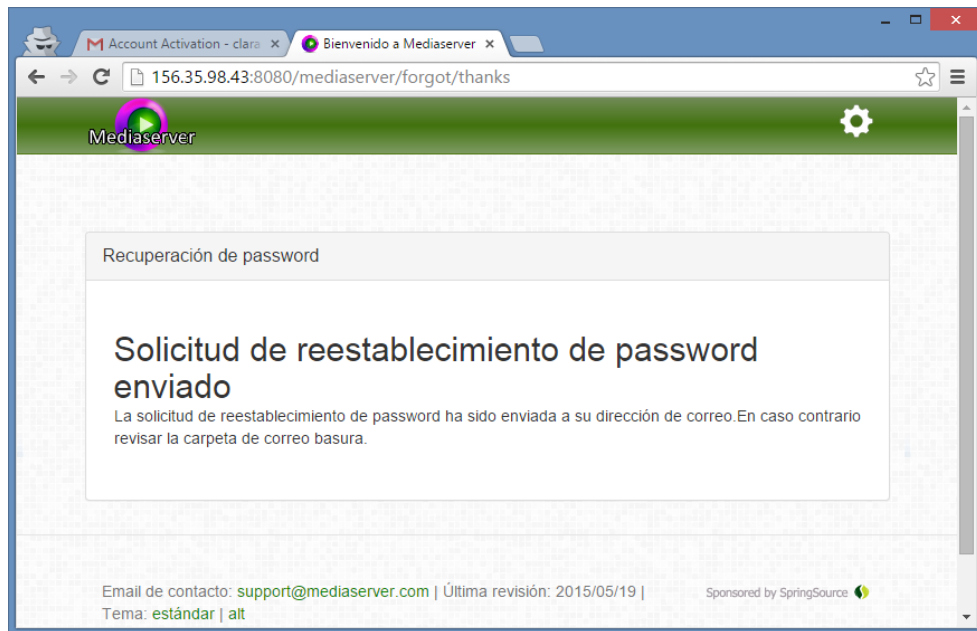 Account Activation - clara
Bienvenido a Mediaserver
156.35.98.43:8080/mediaserver/forgot/thanks
Mediaserver
Recuperación de password
Solicitud de reestablecimiento de password
enviado
La solicitud de reestablecimiento de password ha sido enviada a su dirección de correo.En caso contrario
revisar la carpeta de correo basura.
Email de contacto: support@mediaserver.com | Última revisión: 2015/05/19 |
Tema: estándar | alt
Sponsored by SpringSource